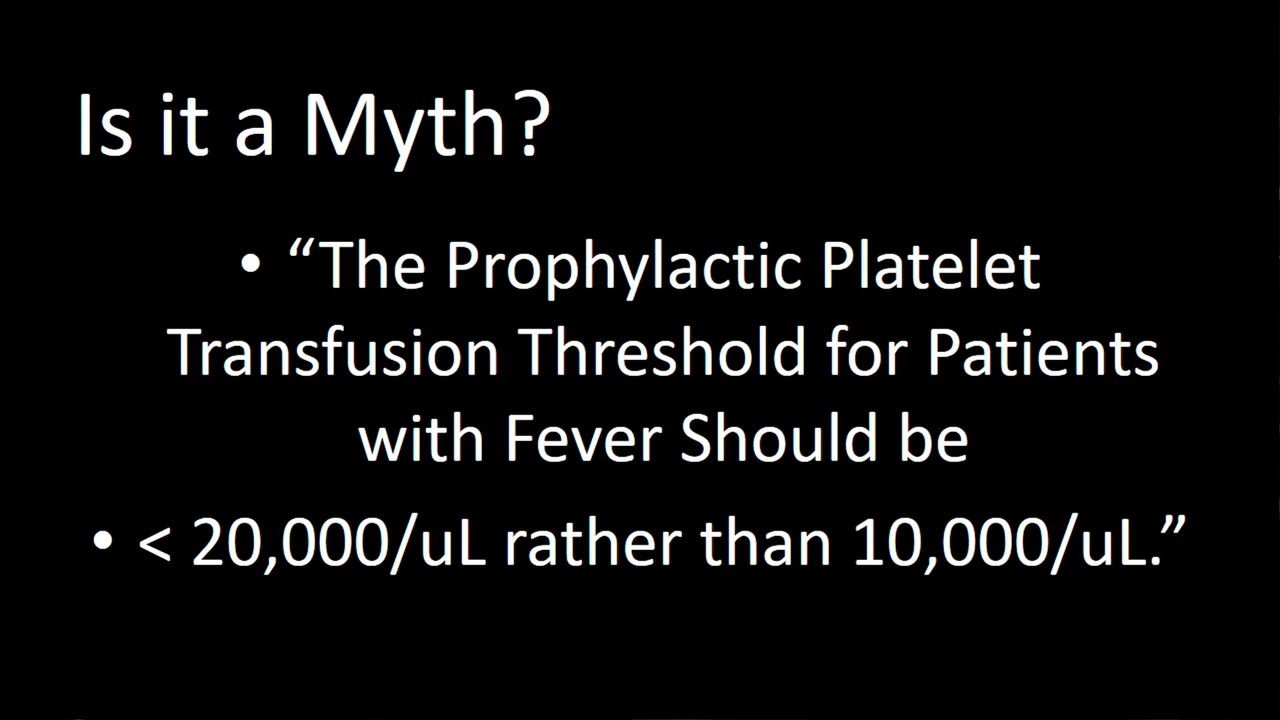 Is it a Myth?
• “The Prophylactic Platelet
Transfusion Threshold for Patients
with Fever Should be
• < 20,000/uL rather than 10,000/uL.”